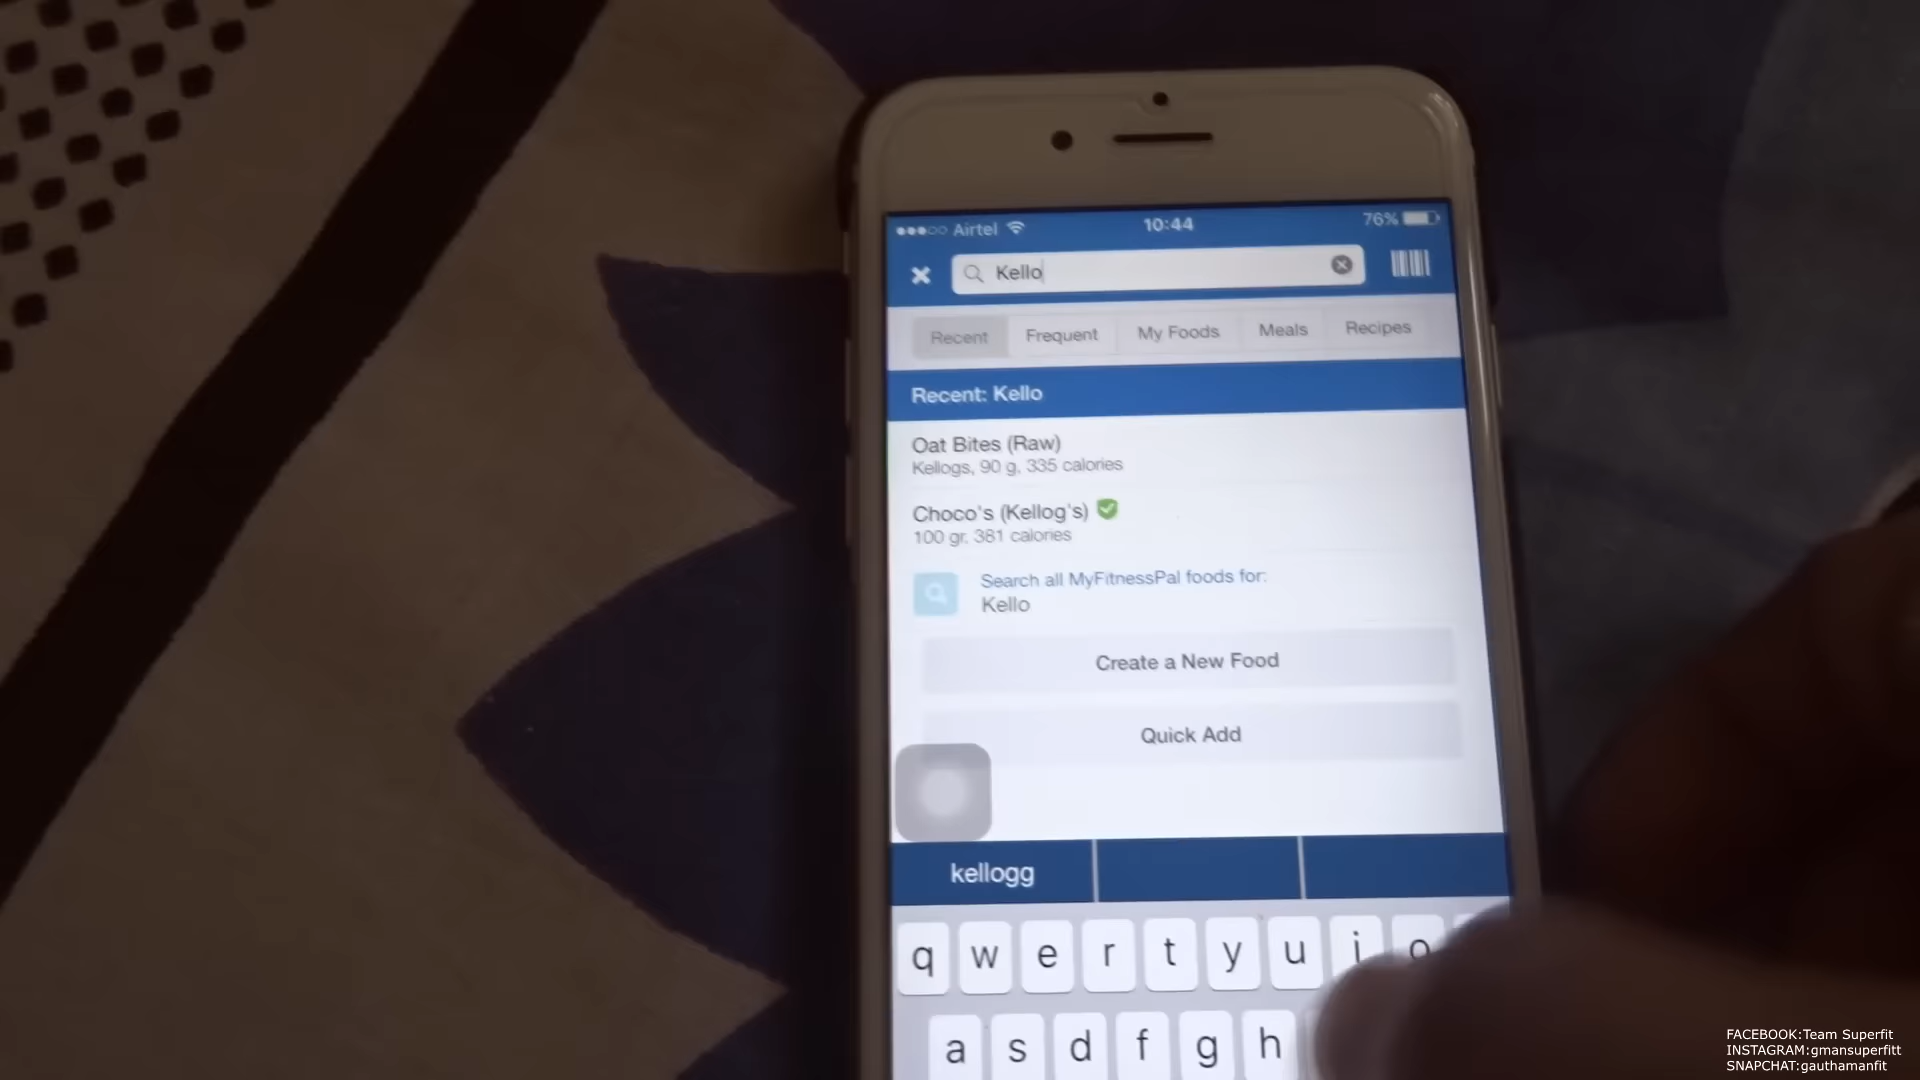 Airtel 10:44 76%
Kello
Recent Frequent My Foods Meals Recipes
Recent: Kello
Oat Bites (Raw)
Kellogs, 90 g, 335 calories
Choco's (Kellog's)
100 gr, 381 calories
Search all MyFitnessPal foods for:
Kello
Create a New Food
Quick Add
kellogg
q w e r t y u i o
a s d f g h
FACEBOOK:Team Superfit
INSTAGRAM:gmansuperfitt
SNAPCHAT:gauthamanfit